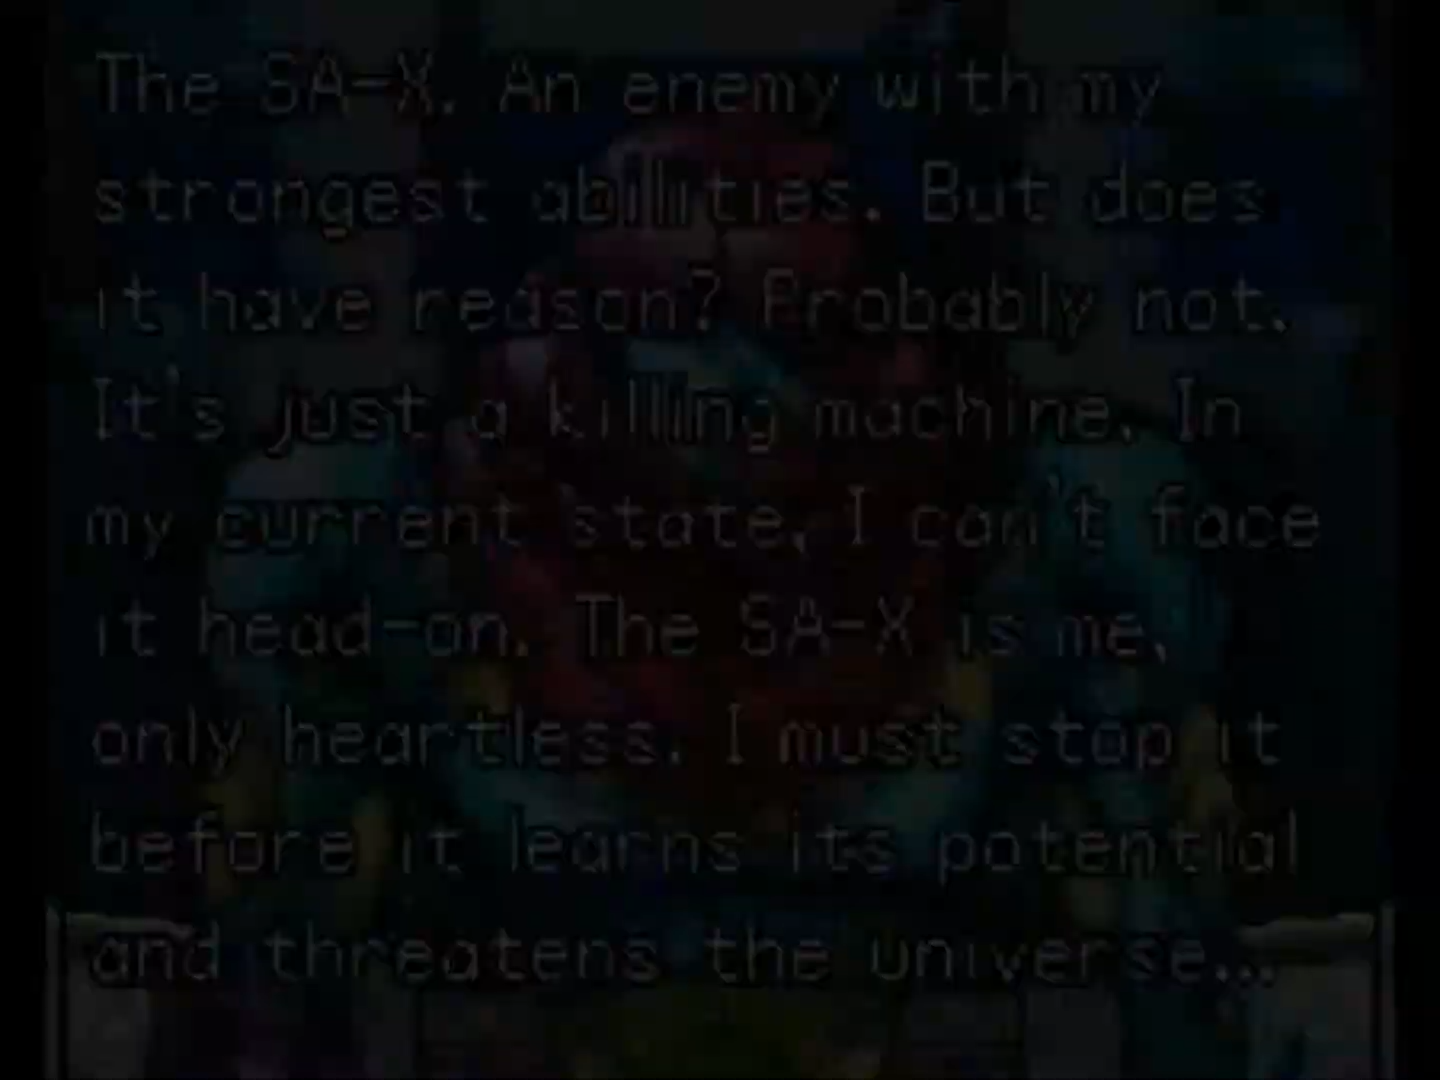 The SA-X. An enemy with my
strongest abilities. But does
it have reason? Probably not.
It's just a killing machine. In
my current state, I can't face
it head-on. The SA-X is me,
only heartless. I must stop it
before it learns its potential
and threatens the universe...